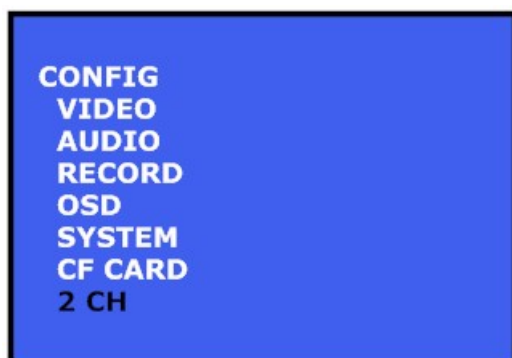 CONFIG
VIDEO
AUDIO
RECORD
OSD
SYSTEM
CF CARD
2 CH